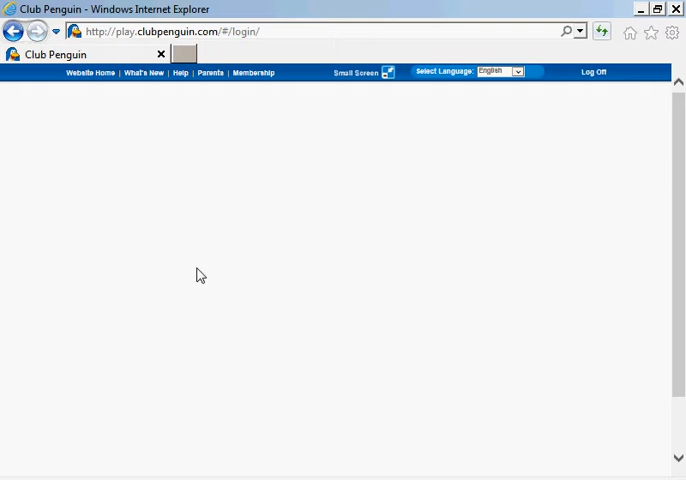 Club Penguin - Windows Internet Explorer
http://play.clubpenguin.com/#/login/
Club Penguin
Website Home | What's New | Help | Parents | Membership Small Screen Select Language: English Log Off